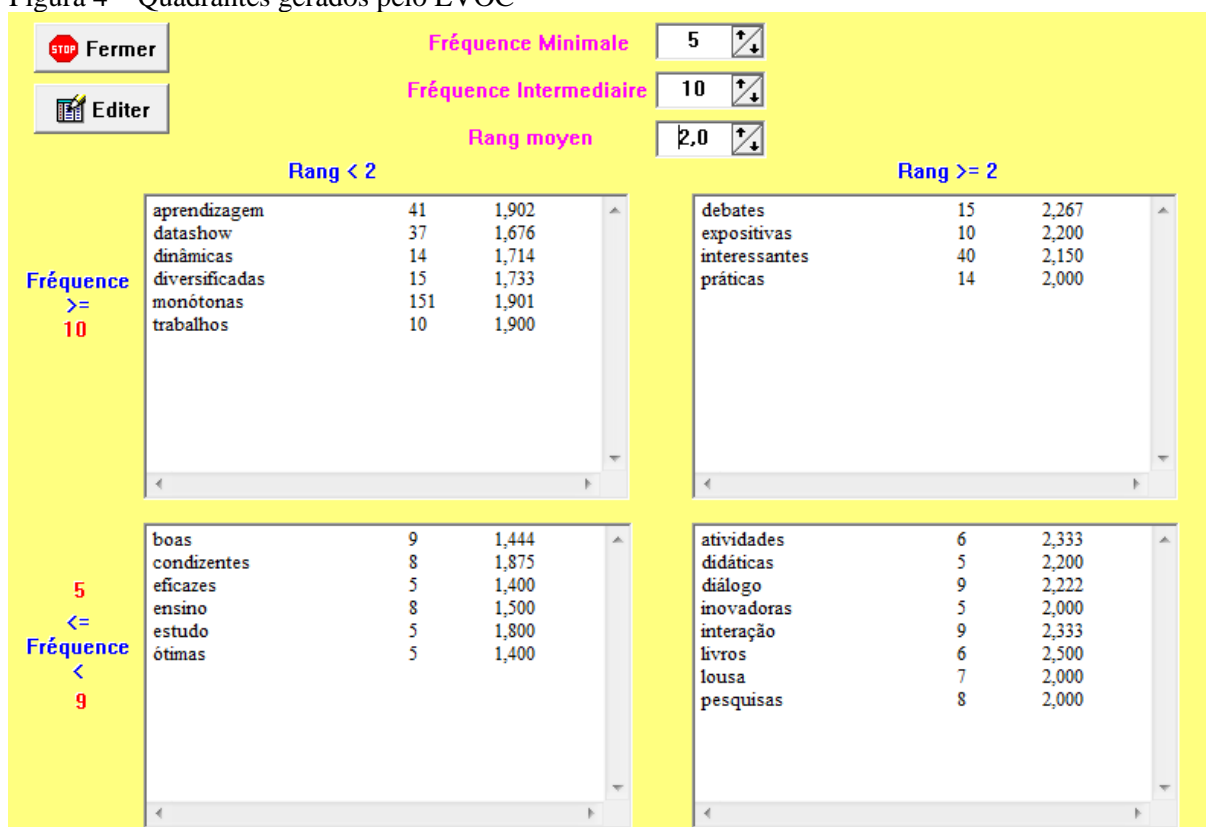 Figura 4 – Quadrantes gerados pelo EVOC
STOP Fermer
Fréquence Minimale 5
Editer
Fréquence Intermediaire 10
Rang moyen 2,0
Rang < 2
Rang >= 2
Fréquence
>=
10
aprendizagem 41 1,902
datashow 37 1,676
dinâmicas 14 1,714
diversificadas 15 1,733
monótonas 151 1,901
trabalhos 10 1,900
debates 15 2,267
expositivas 10 2,200
interessantes 40 2,150
práticas 14 2,000
5
<=
Fréquence
<
9
boas 9 1,444
condizentes 8 1,875
eficazes 5 1,400
ensino 8 1,500
estudo 5 1,800
ótimas 5 1,400
atividades 6 2,333
didáticas 5 2,200
diálogo 9 2,222
inovadoras 5 2,000
interação 9 2,333
livros 6 2,500
lousa 7 2,000
pesquisas 8 2,000